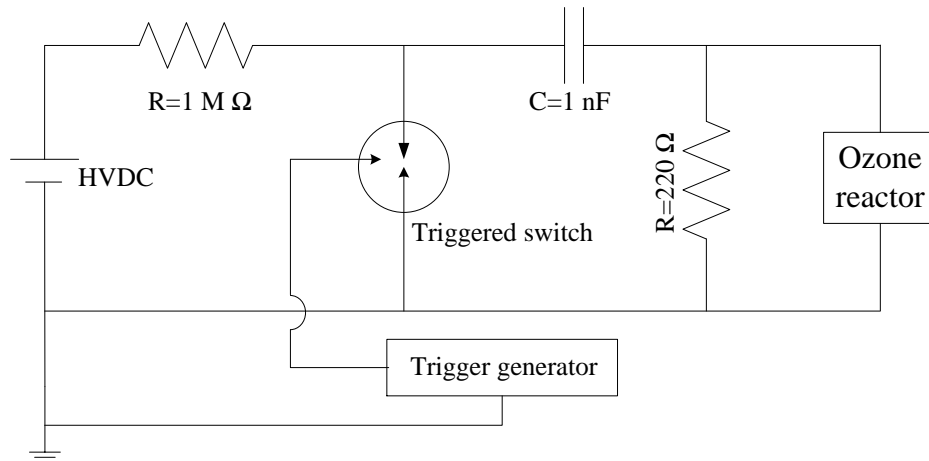 R=1 M Ω
C=1 nF
HVDC
R=220 Ω
Ozone
reactor
Triggered switch
Trigger generator